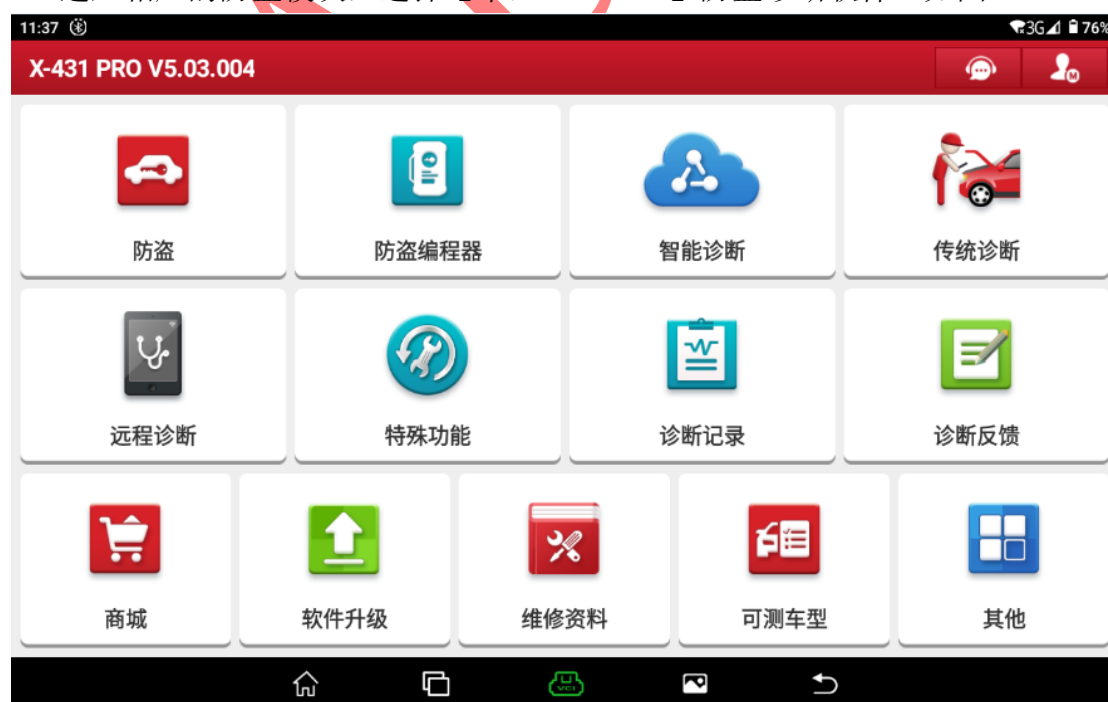 11:37 3G 76%
X-431 PRO V5.03.004
M
防盗 防盗编程器 智能诊断 传统诊断
远程诊断 特殊功能 诊断记录 诊断反馈
商城 软件升级 维修资料 可测车型 其他
VCI